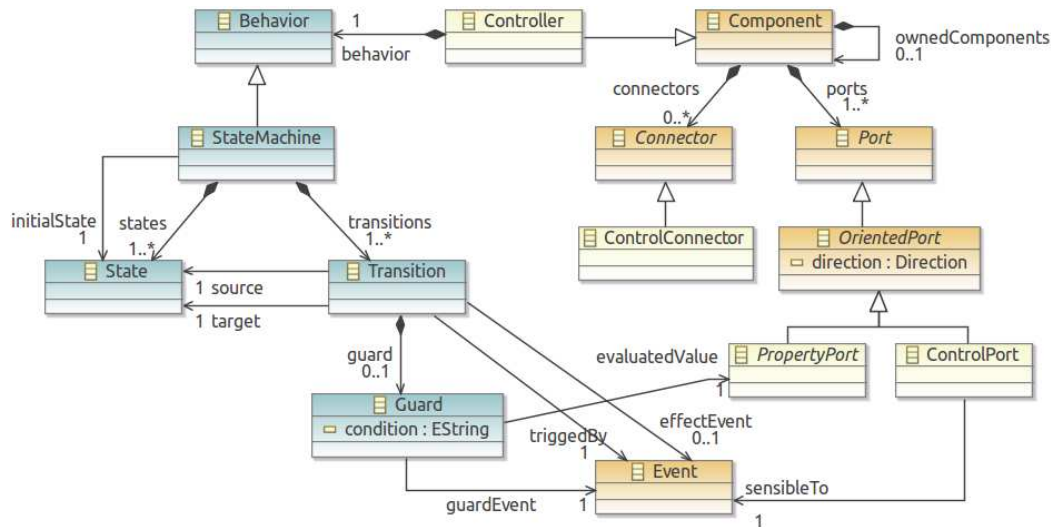 Behavior
1
behavior
Controller
Component
ownedComponents
0..1
connectors
0..*
ports
1..*
StateMachine
Connector
Port
initialState
1
states
1..*
transitions
1..*
ControlConnector
OrientedPort
direction : Direction
State
Transition
1 source
1 target
guard
0..1
evaluatedValue
1
PropertyPort
ControlPort
Guard
condition : EString
triggedBy
1
effectEvent
0..1
Event
guardEvent
1
sensibleTo
1